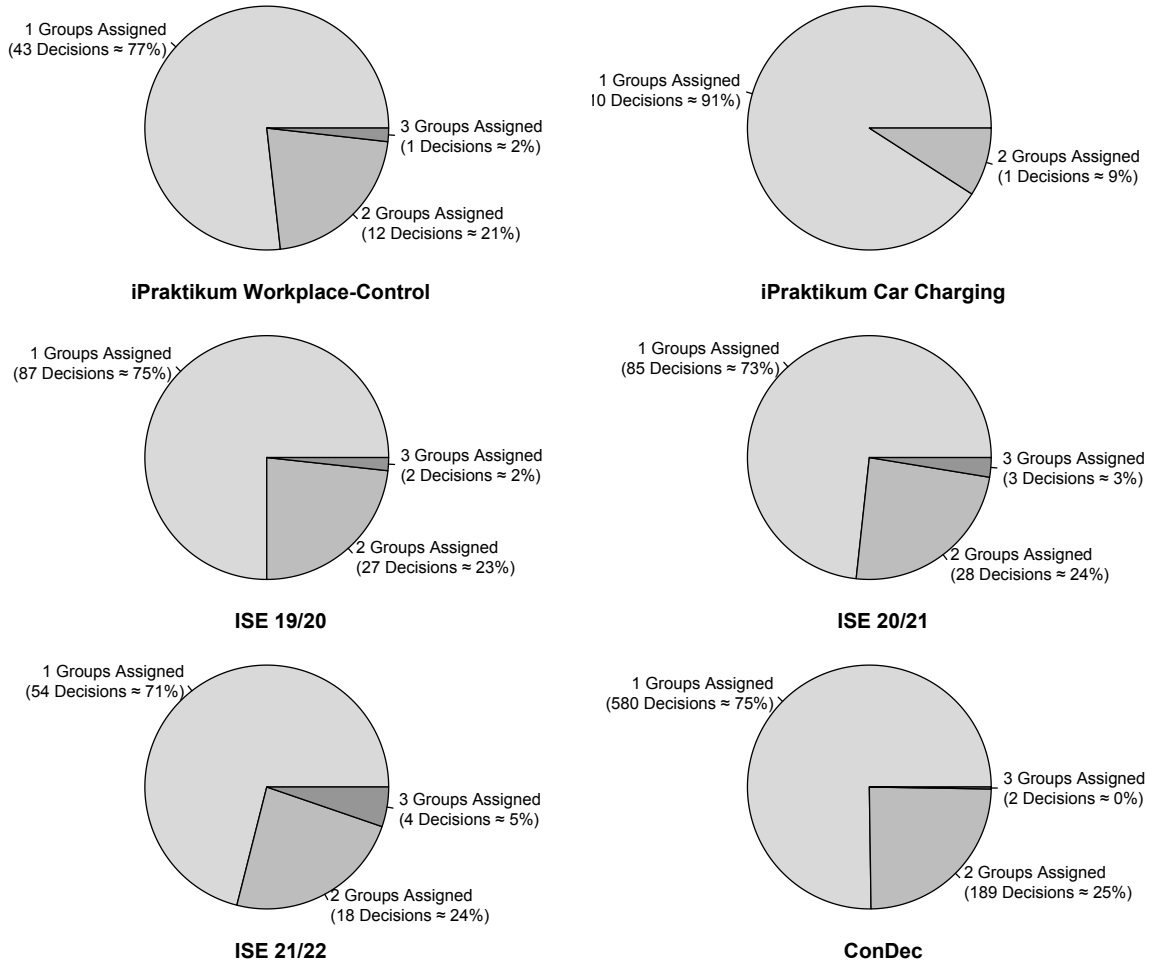 1 Groups Assigned
(43 Decisions ≈ 77%)
3 Groups Assigned
(1 Decisions ≈ 2%)
2 Groups Assigned
(12 Decisions ≈ 21%)
iPraktikum Workplace-Control
1 Groups Assigned
10 Decisions ≈ 91%)
2 Groups Assigned
(1 Decisions ≈ 9%)
iPraktikum Car Charging
1 Groups Assigned
(87 Decisions ≈ 75%)
3 Groups Assigned
(2 Decisions ≈ 2%)
2 Groups Assigned
(27 Decisions ≈ 23%)
ISE 19/20
1 Groups Assigned
(85 Decisions ≈ 73%)
3 Groups Assigned
(3 Decisions ≈ 3%)
2 Groups Assigned
(28 Decisions ≈ 24%)
ISE 20/21
1 Groups Assigned
(54 Decisions ≈ 71%)
3 Groups Assigned
(4 Decisions ≈ 5%)
2 Groups Assigned
(18 Decisions ≈ 24%)
ISE 21/22
1 Groups Assigned
(580 Decisions ≈ 75%)
3 Groups Assigned
(2 Decisions ≈ 0%)
2 Groups Assigned
(189 Decisions ≈ 25%)
ConDec